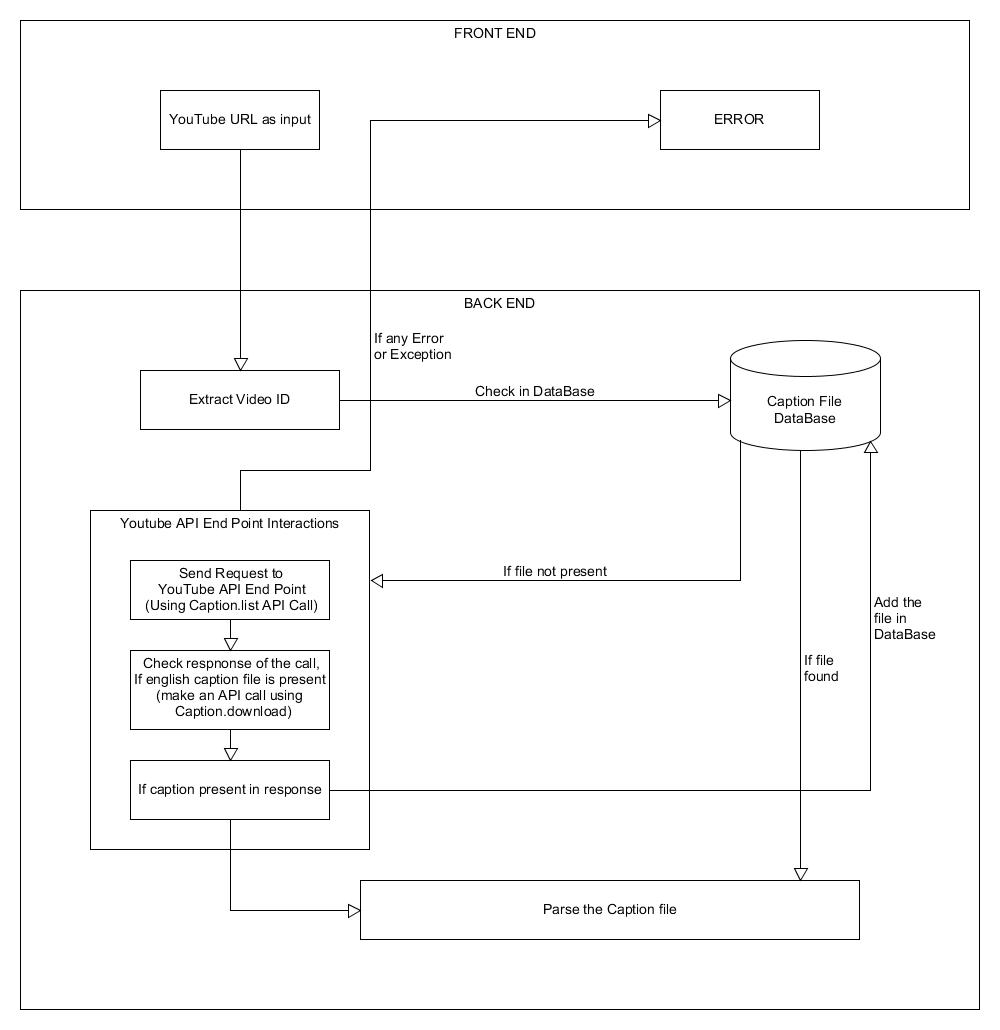 FRONT END
YouTube URL as input
ERROR
BACK END
If any Error
or Exception
Extract Video ID
Check in DataBase
Caption File
DataBase
Youtube API End Point Interactions
Send Request to
YouTube API End Point
(Using Caption.list API Call)
If file not present
Check respnonse of the call,
If english caption file is present
(make an API call using
Caption.download)
Add the
file in
DataBase
If file
found
If caption present in response
Parse the Caption file